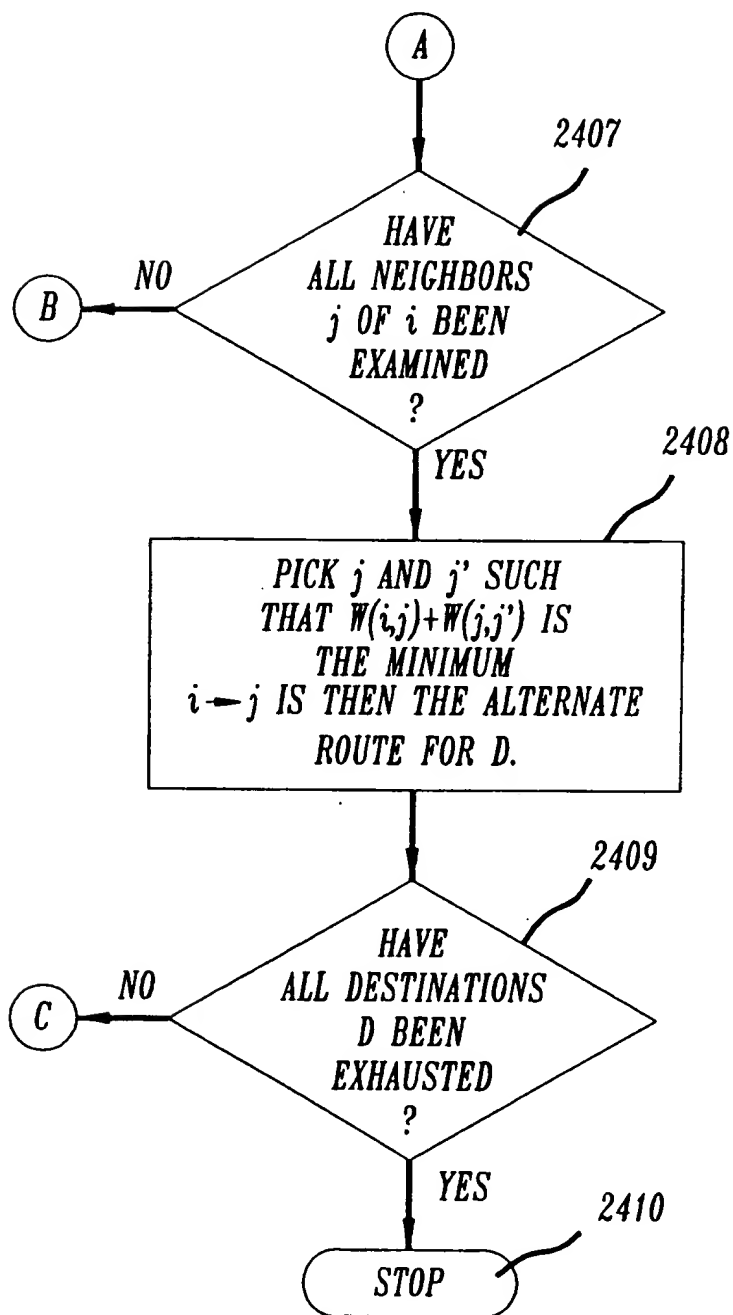 A
2407
HAVE
ALL NEIGHBORS
j OF i BEEN
EXAMINED
?
NO
B
YES
2408
PICK j AND j' SUCH
THAT W(i,j)+W(j,j') IS
THE MINIMUM
i→j IS THEN THE ALTERNATE
ROUTE FOR D.
2409
HAVE
ALL DESTINATIONS
D BEEN
EXHAUSTED
?
NO
C
YES
2410
STOP